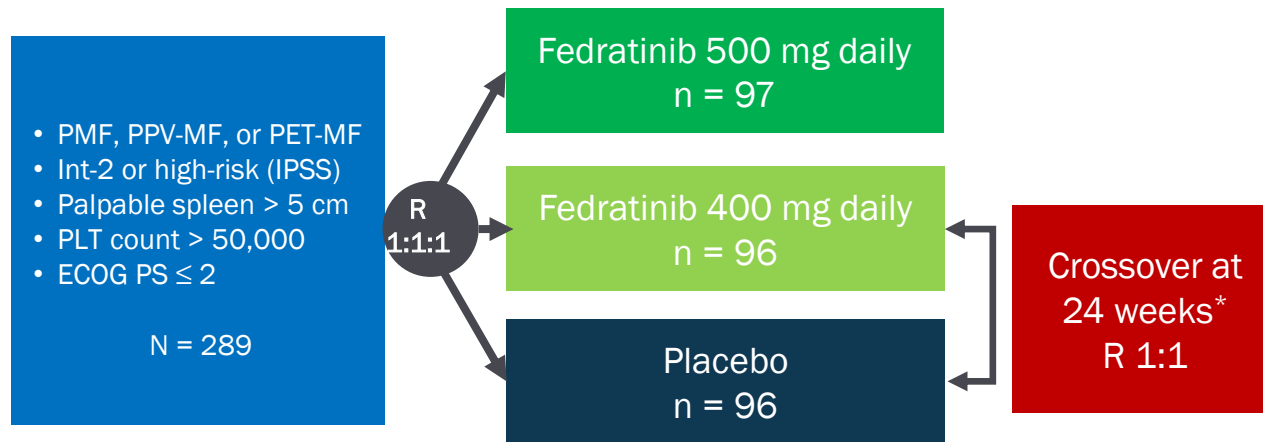 • PMF, PPV-MF, or PET-MF
• Int-2 or high-risk (IPSS)
• Palpable spleen > 5 cm
• PLT count > 50,000
• ECOG PS ≤ 2
N = 289
R
1:1:1
Fedratinib 500 mg daily
n = 97
Fedratinib 400 mg daily
n = 96
Placebo
n = 96
Crossover at
24 weeks*
R 1:1